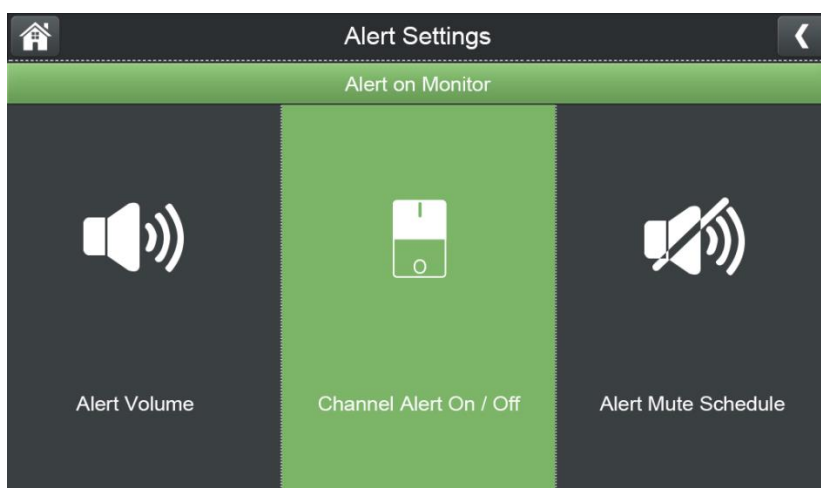 Alert Settings
Alert on Monitor
Alert Volume
Channel Alert On / Off
Alert Mute Schedule